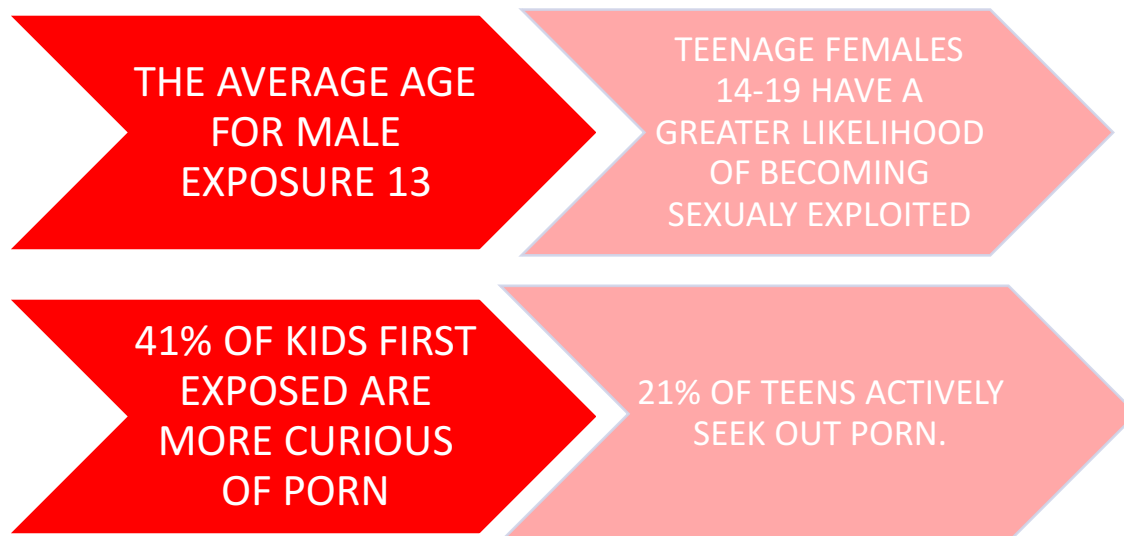 THE AVERAGE AGE
FOR MALE
EXPOSURE 13
TEENAGE FEMALES
14-19 HAVE A
GREATER LIKELIHOOD
OF BECOMING
SEXUALY EXPLOITED
41% OF KIDS FIRST
EXPOSED ARE
MORE CURIOUS
OF PORN
21% OF TEENS ACTIVELY
SEEK OUT PORN.